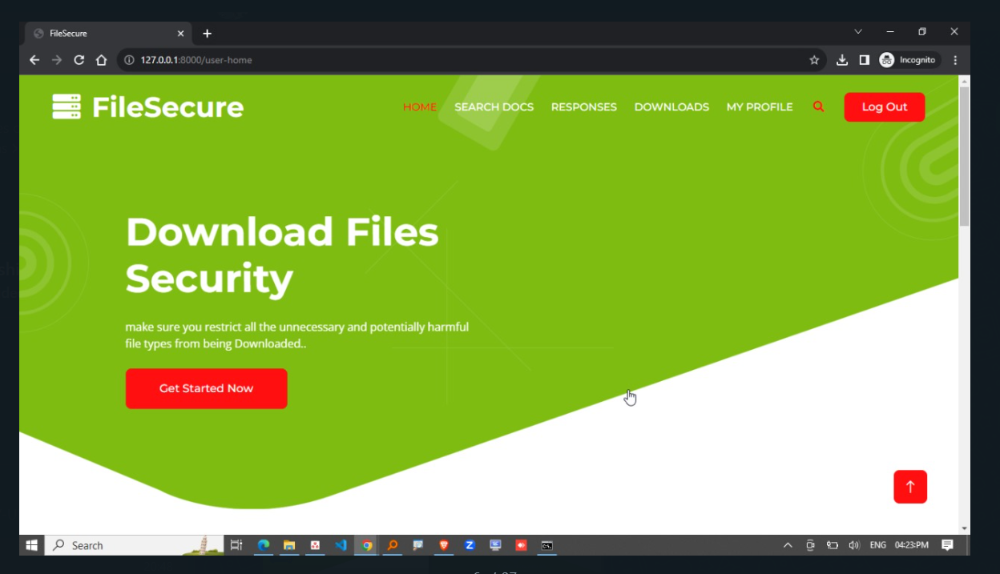 FileSecure
127.0.0.1:8000/user-home
Incognito
FileSecure
HOME SEARCH DOCS RESPONSES DOWNLOADS MY PROFILE Log Out
Download Files
Security
make sure you restrict all the unnecessary and potentially harmful
file types from being Downloaded..
Get Started Now
Search
ENG 04:23:PM